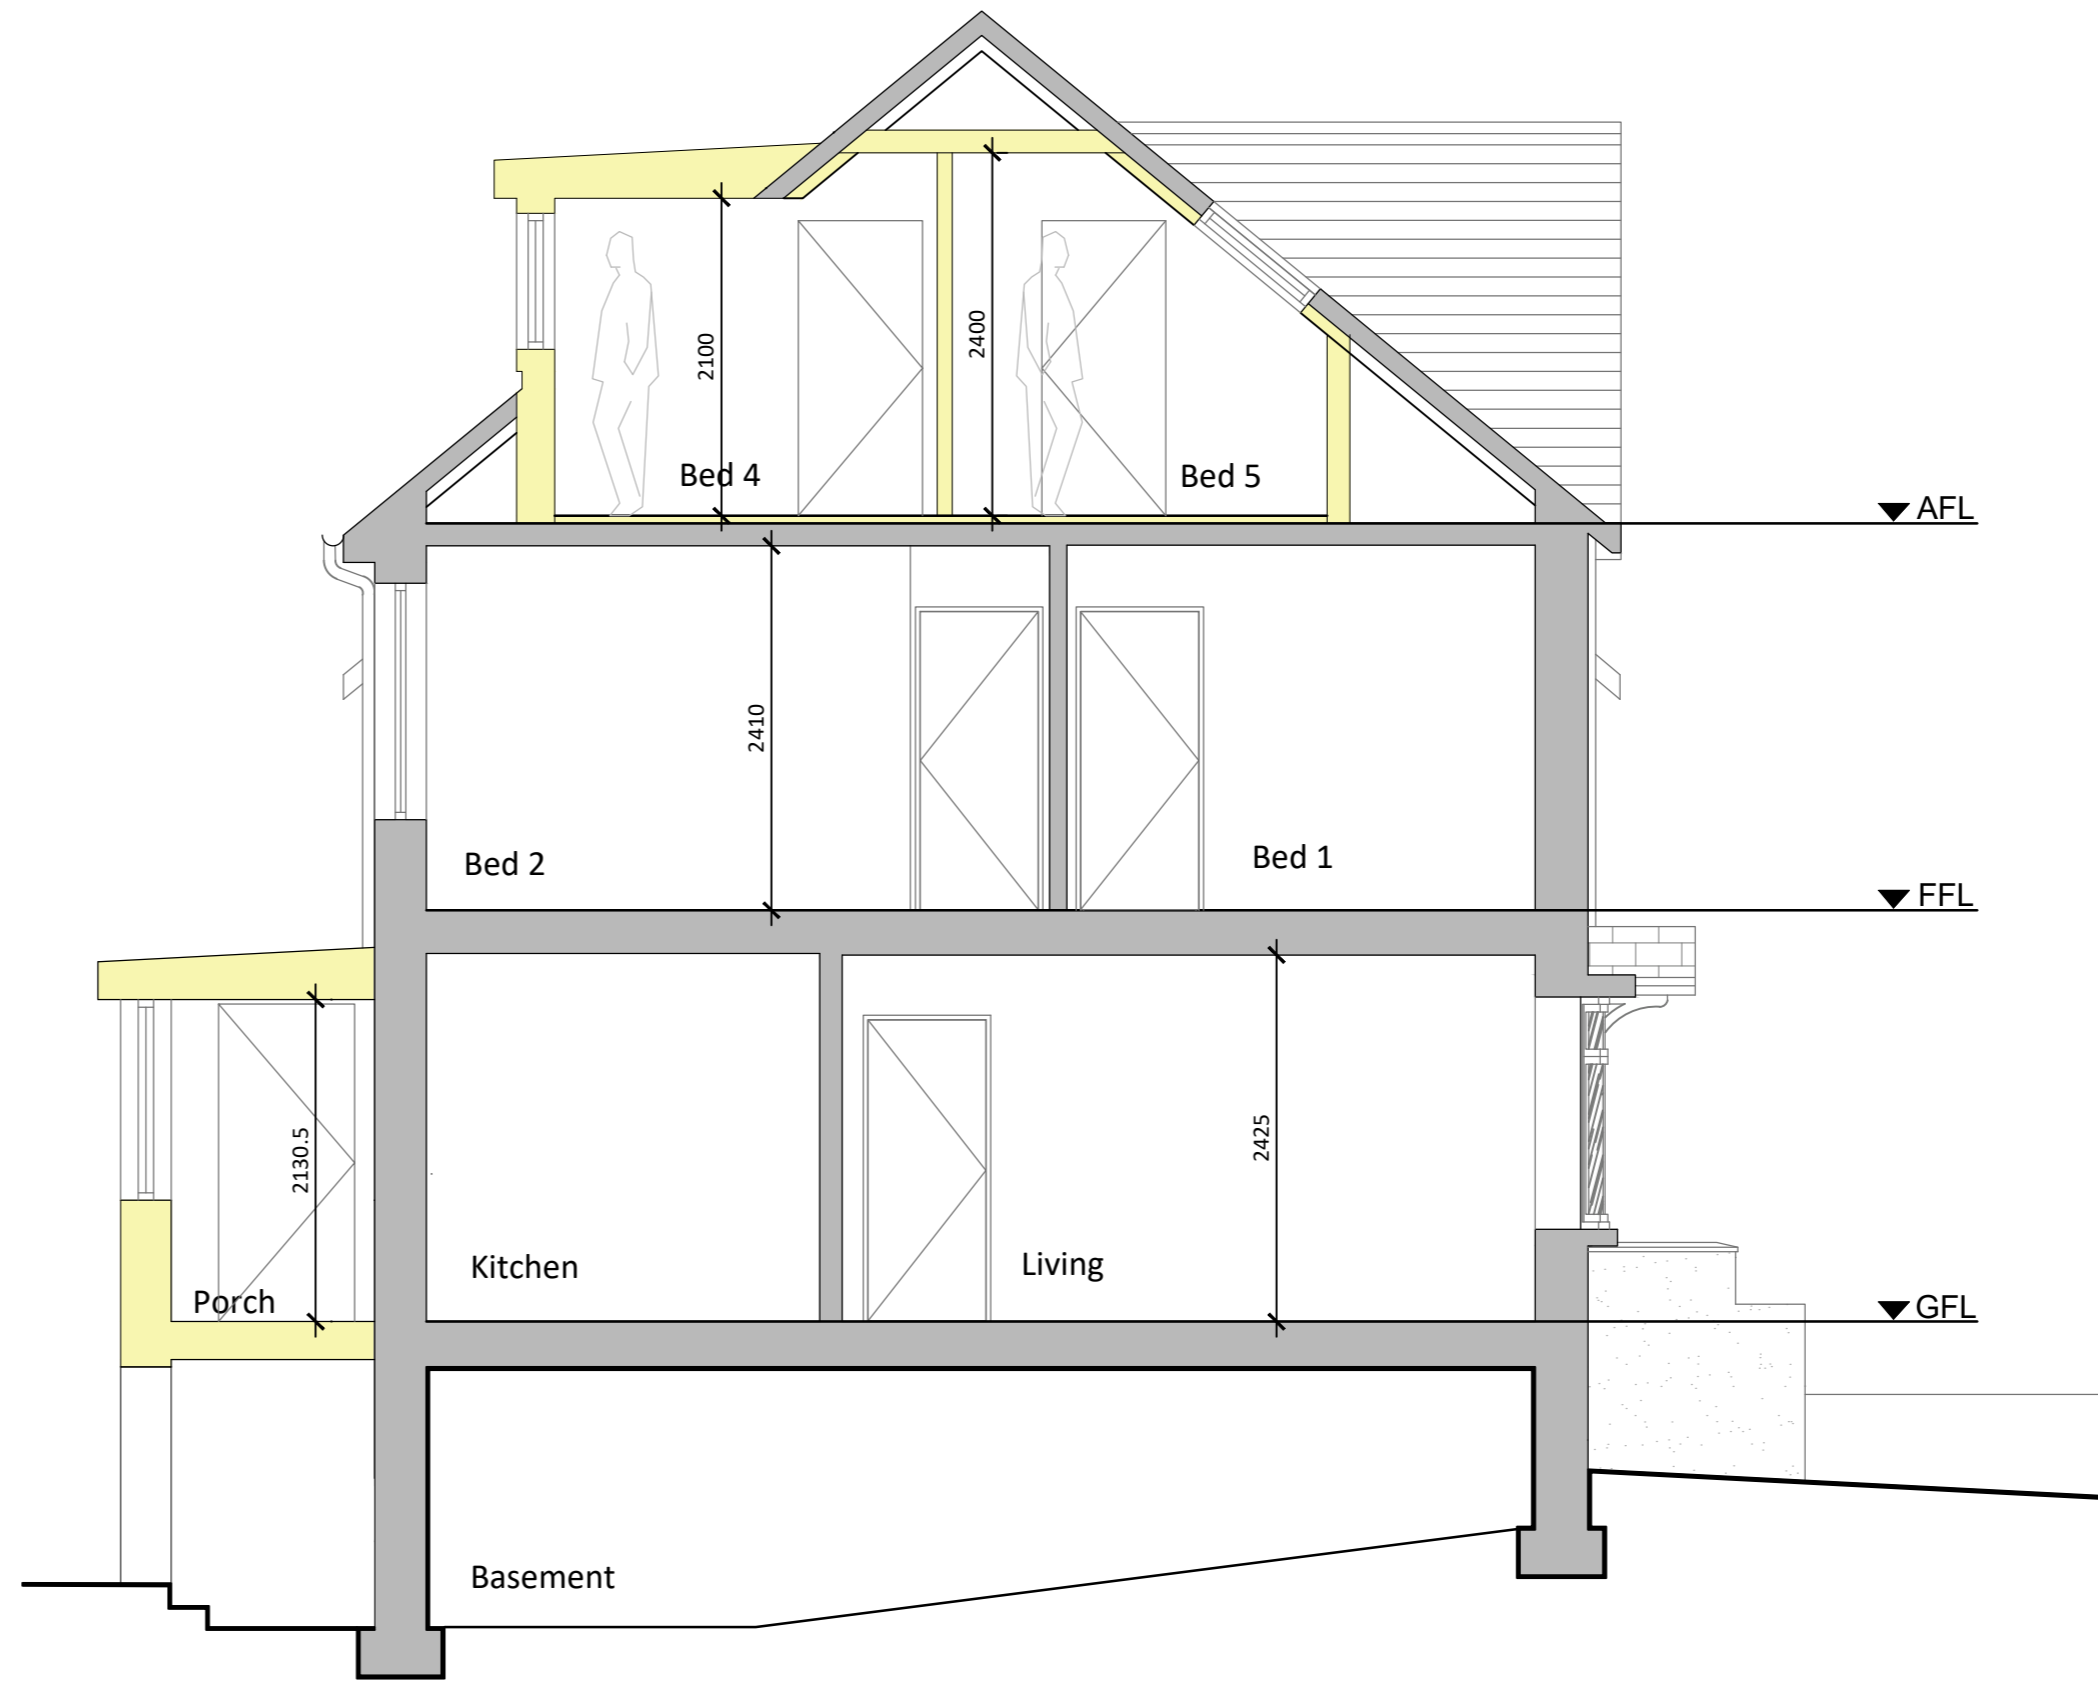 2100
2400
Bed 4
Bed 5
AFL
2410
Bed 2
Bed 1
FFL
2130.5
2425
Kitchen
Living
Porch
GFL
Basement